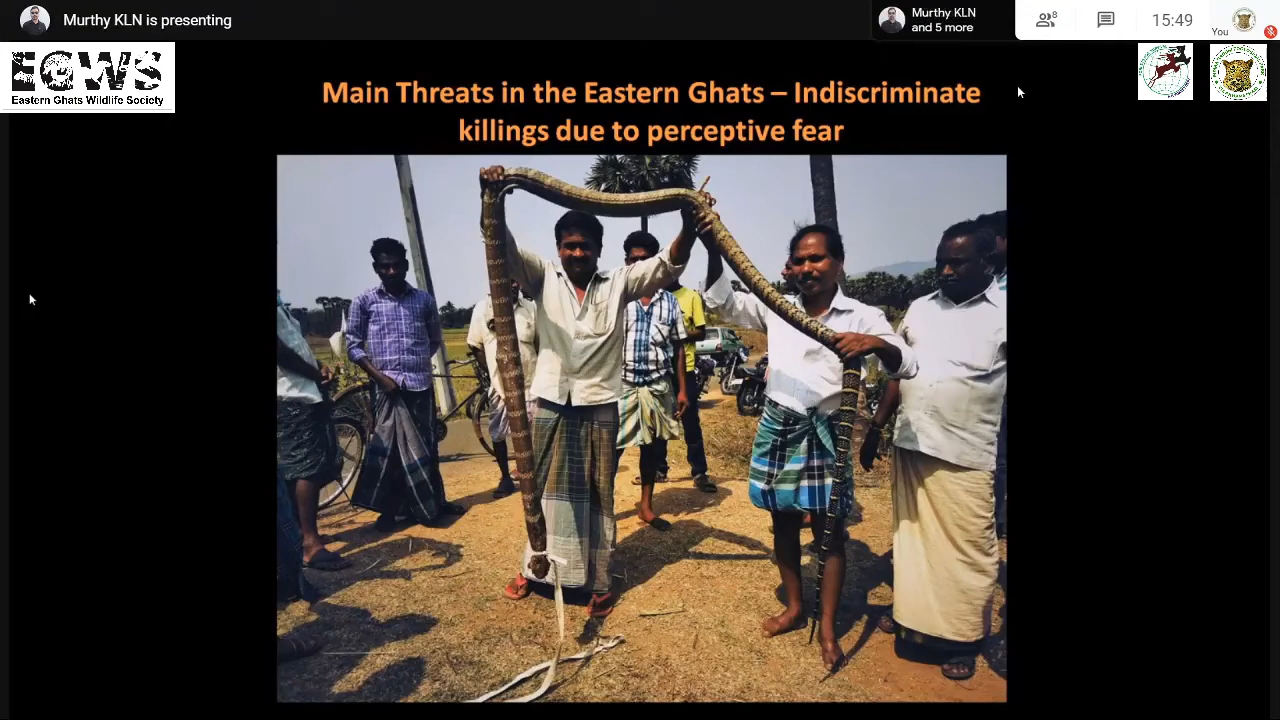 Murthy KLN is presenting
Murthy KLN
and 5 more
8
15:49
You
EGWS
Eastern Ghats Wildlife Society
Main Threats in the Eastern Ghats – Indiscriminate
killings due to perceptive fear